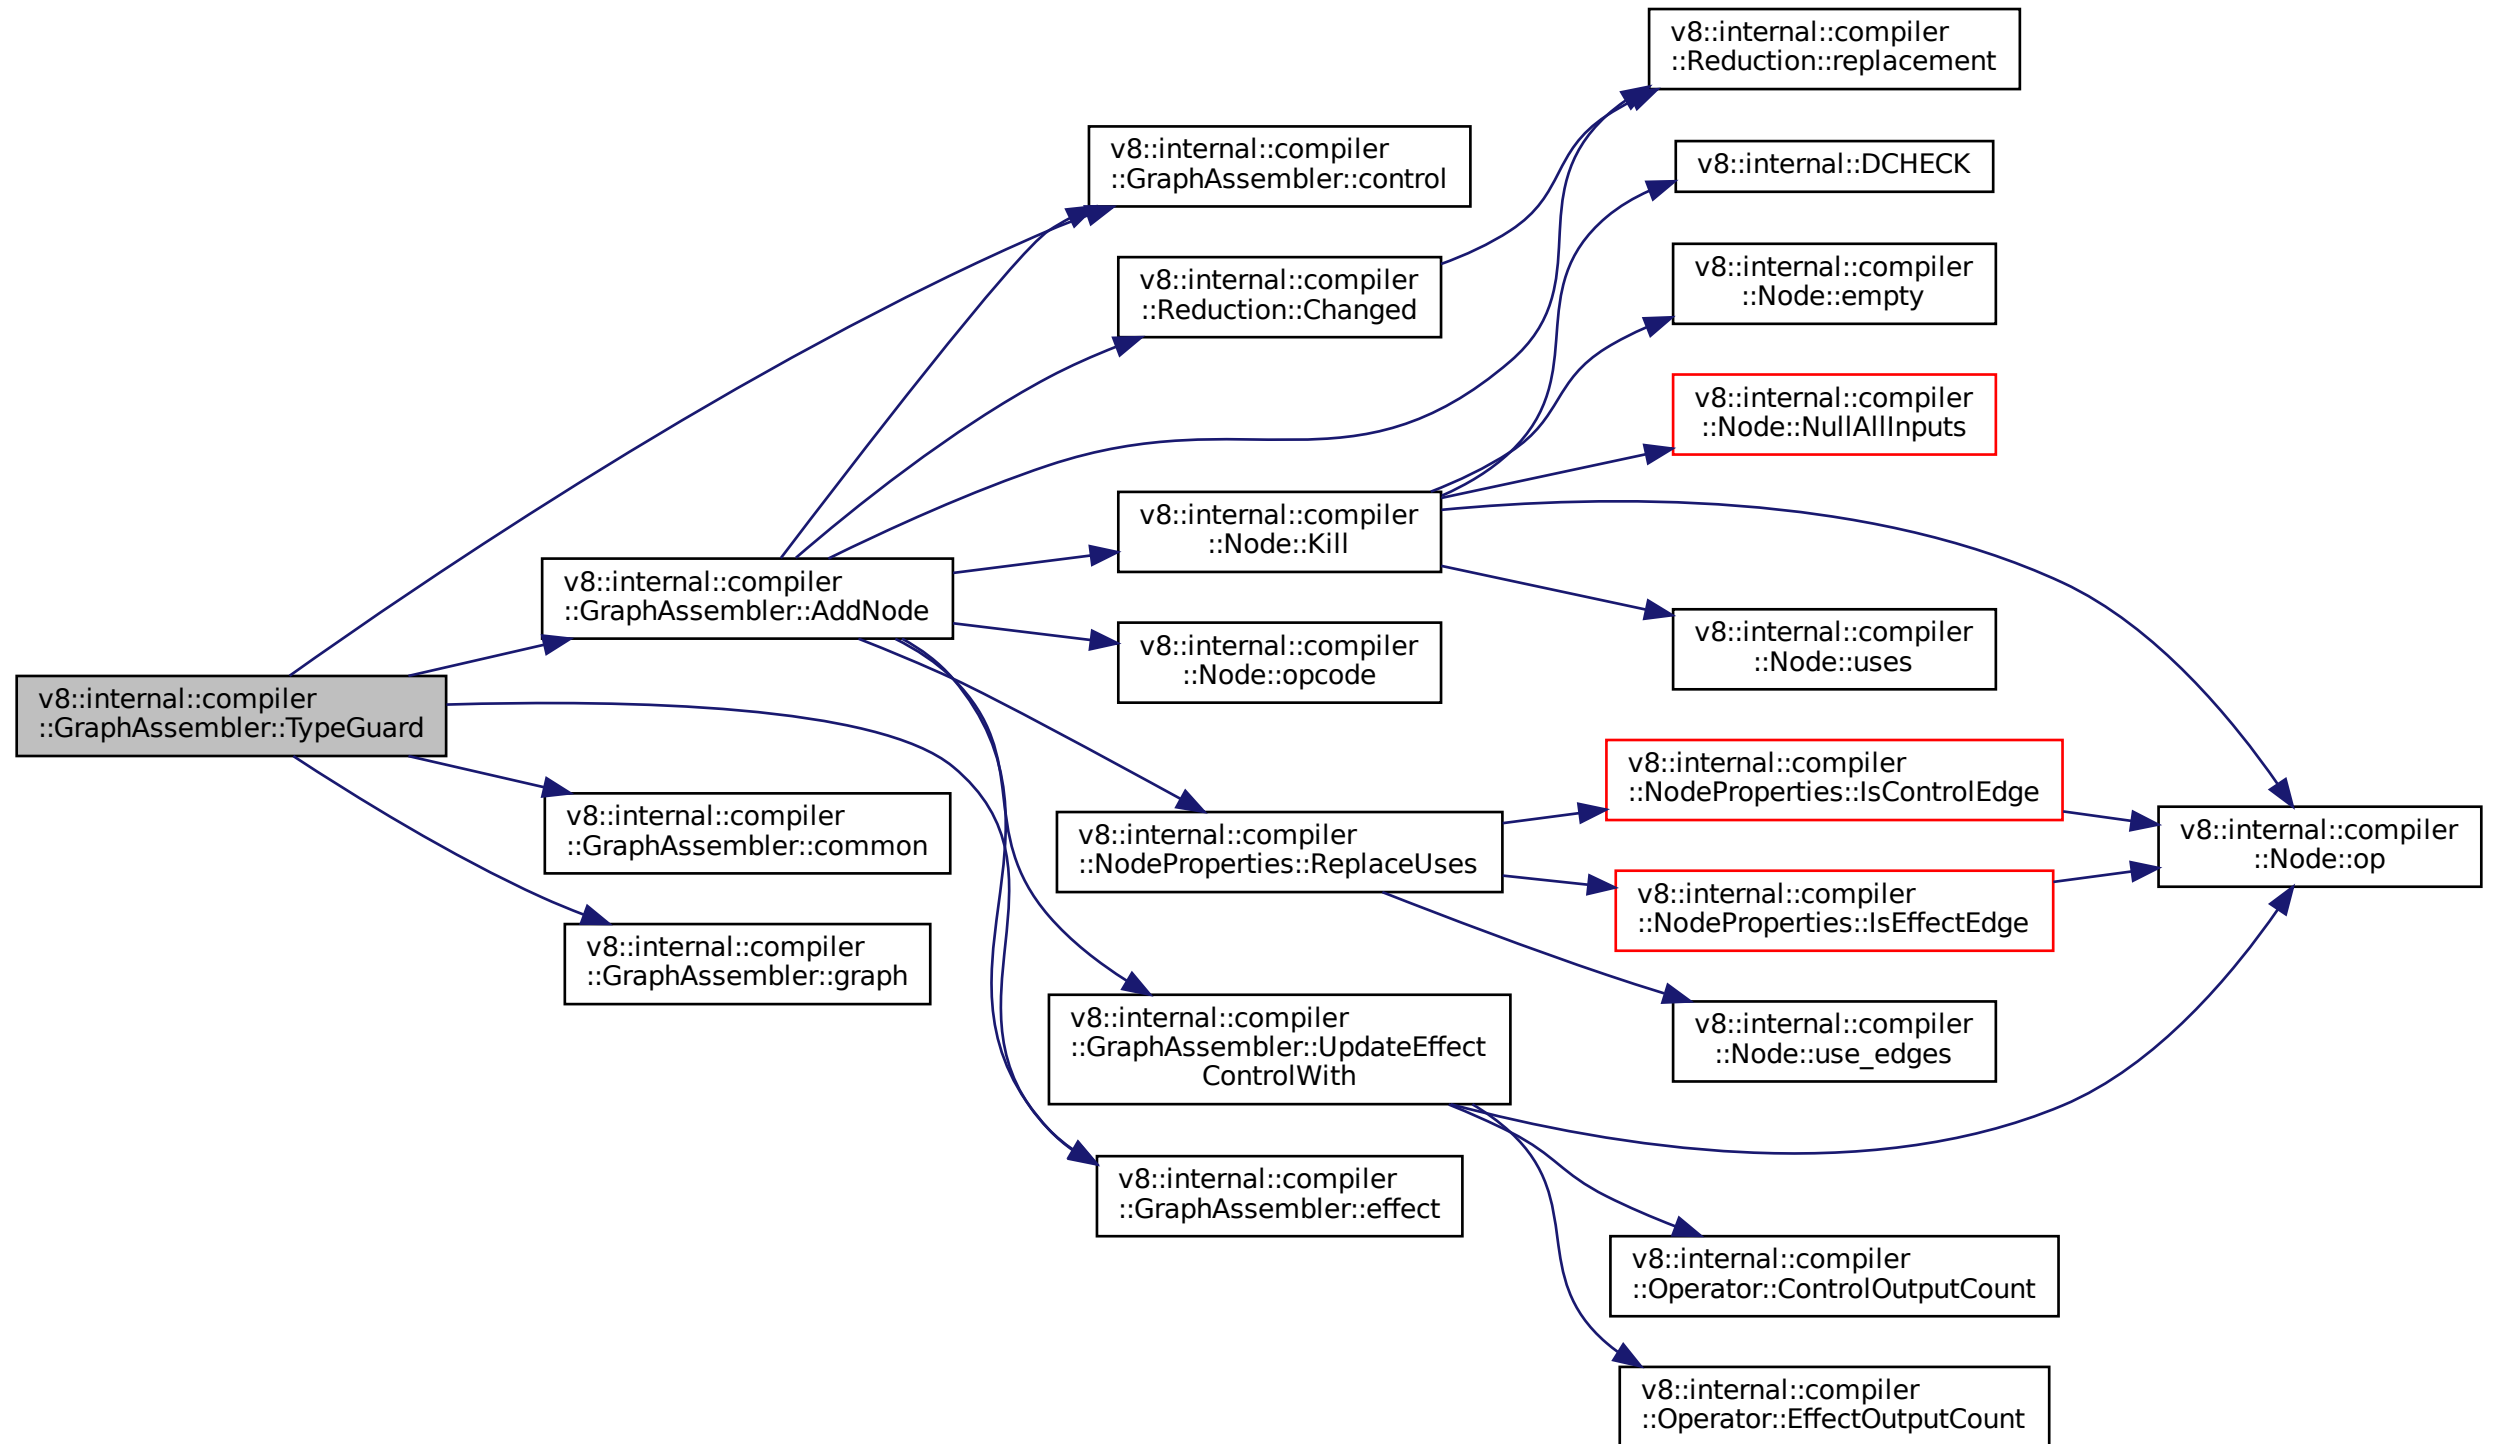 v8::internal::compiler
::GraphAssembler::TypeGuard
v8::internal::compiler
::GraphAssembler::AddNode
v8::internal::compiler
::GraphAssembler::common
v8::internal::compiler
::GraphAssembler::graph
v8::internal::compiler
::GraphAssembler::control
v8::internal::compiler
::Reduction::Changed
v8::internal::compiler
::Node::Kill
v8::internal::compiler
::Node::opcode
v8::internal::compiler
::NodeProperties::ReplaceUses
v8::internal::compiler
::GraphAssembler::UpdateEffect
ControlWith
v8::internal::compiler
::GraphAssembler::effect
v8::internal::compiler
::Reduction::replacement
v8::internal::DCHECK
v8::internal::compiler
::Node::empty
v8::internal::compiler
::Node::NullAllInputs
v8::internal::compiler
::Node::uses
v8::internal::compiler
::NodeProperties::IsControlEdge
v8::internal::compiler
::NodeProperties::IsEffectEdge
v8::internal::compiler
::Node::use_edges
v8::internal::compiler
::Operator::ControlOutputCount
v8::internal::compiler
::Operator::EffectOutputCount
v8::internal::compiler
::Node::op